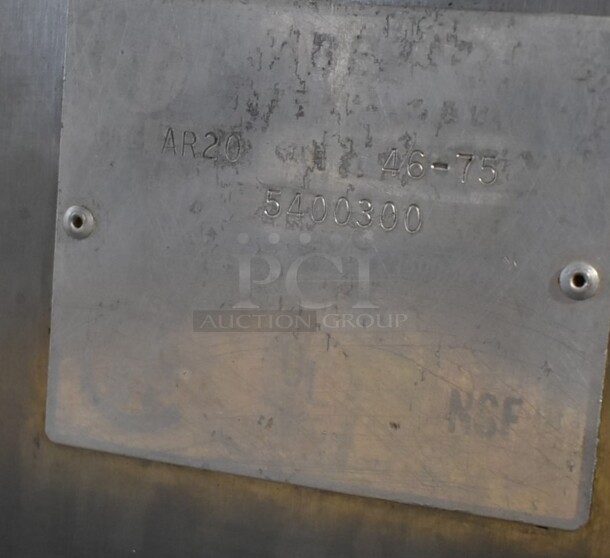 AR20 46-75
5400300
PCI
AUCTION GROUP
NSF